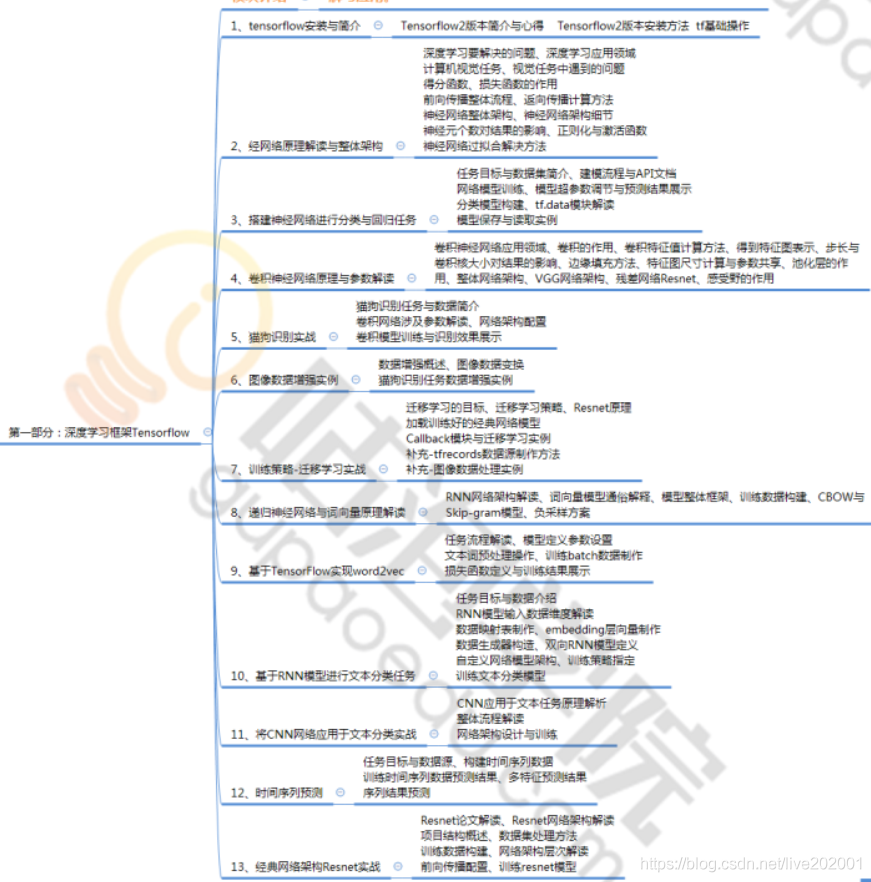 1、tensorflow安装与简介
Tensorflow2版本简介与心得 Tensorflow2版本安装方法 tf基础操作
深度学习要解决的问题、深度学习应用领域
计算机视觉任务、视觉任务中遇到的问题
得分函数、损失函数的作用
前向传播整体流程、返向传播计算方法
神经网络整体架构、神经网络架构细节
神经元个数对结果的影响、正则化与激活函数
神经网络过拟合解决方法
2、经网络原理解读与整体架构
任务目标与数据集简介、建模流程与API文档
网络模型训练、模型超参数调节与预测结果展示
分类模型构建、tf.data模块解读
模型保存与读取实例
3、搭建神经网络进行分类与回归任务
卷积神经网络应用领域、卷积的作用、卷积特征值计算方法、得到特征图表示、步长与
卷积核大小对结果的影响、边缘填充方法、特征图尺寸计算与参数共享、池化层的作
用、整体网络架构、VGG网络架构、残差网络Resnet、感受野的作用
4、卷积神经网络原理与参数解读
猫狗识别任务与数据简介
卷积网络涉及参数解读、网络架构配置
卷积模型训练与识别效果展示
5、猫狗识别实战
数据增强概述、图像数据变换
猫狗识别任务数据增强实例
6、图像数据增强实例
迁移学习的目标、迁移学习策略、Resnet原理
加载训练好的经典网络模型
Callback模块与迁移学习实例
补充-tfrecords数据源制作方法
补充-图像数据处理实例
7、训练策略-迁移学习实战
第一部分：深度学习框架Tensorflow
RNN网络架构解读、词向量模型通俗解释、模型整体框架、训练数据构建、CBOW与
Skip-gram模型、负采样方案
8、递归神经网络与词向量原理解读
任务流程解读、模型定义参数设置
文本词预处理操作、训练batch数据制作
损失函数定义与训练结果展示
9、基于TensorFlow实现word2vec
任务目标与数据介绍
RNN模型输入数据维度解读
数据映射表制作、embedding层向量制作
数据生成器构造、双向RNN模型定义
自定义网络模型架构、训练策略指定
训练文本分类模型
10、基于RNN模型进行文本分类任务
CNN应用于文本任务原理解析
整体流程解读
网络架构设计与训练
11、将CNN网络应用于文本分类实战
任务目标与数据源、构建时间序列数据
训练时间序列数据预测结果、多特征预测结果
序列结果预测
12、时间序列预测
Resnet论文解读、Resnet网络架构解读
项目结构概述、数据集处理方法
训练数据构建、网络架构层次解读
前向传播配置、训练resnet模型
13、经典网络架构Resnet实战
咕泡学院
gupaoedu.com
https://blog.csdn.net/live202001